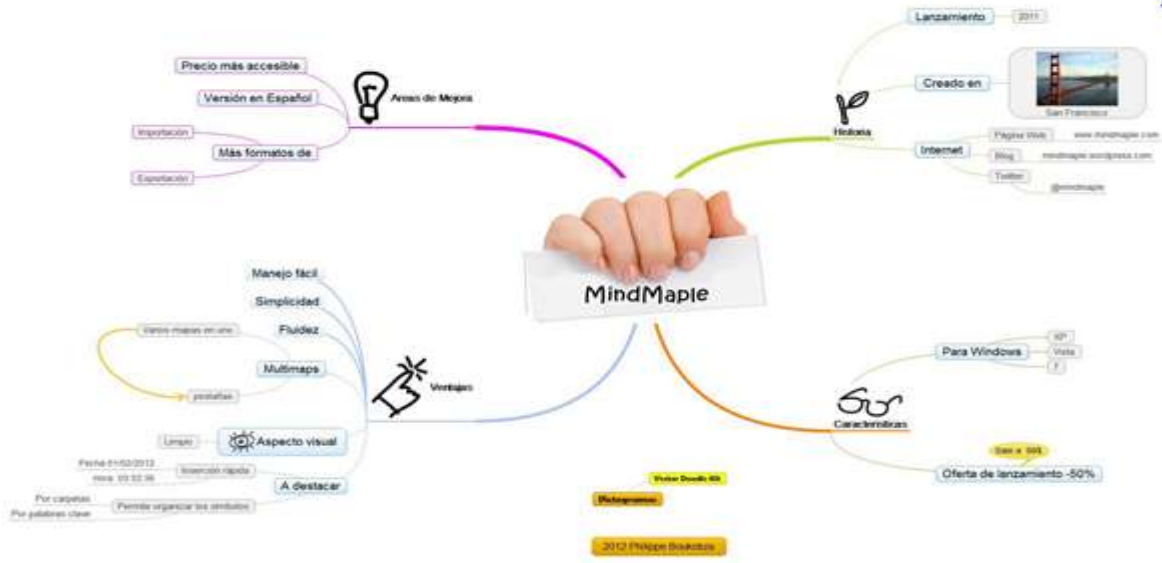 MindMaple
Areas de Mejora
Precio más accesible
Versión en Español
Más formatos de
Importación
Exportación
Historia
Lanzamiento
2011
Creado en
San Francisco
Internet
Página Web
www.mindmaple.com
Blog
mindmaple.wordpress.com
Twitter
@mindmaple
Ventajas
Manejo fácil
Simplicidad
Fluidez
Multimaps
Varios mapas en uno
pestañas
Aspecto visual
Limpio
A destacar
Inserción rápida
Fecha 01/02/2012
Hora
Permite organizar los símbolos
Por carpetas
Por palabras clave
Características
Para Windows
XP
Vista
7
Oferta de lanzamiento -50%
Vector Doodle Kit
Pictogramas
2012 Philippe Boukobza